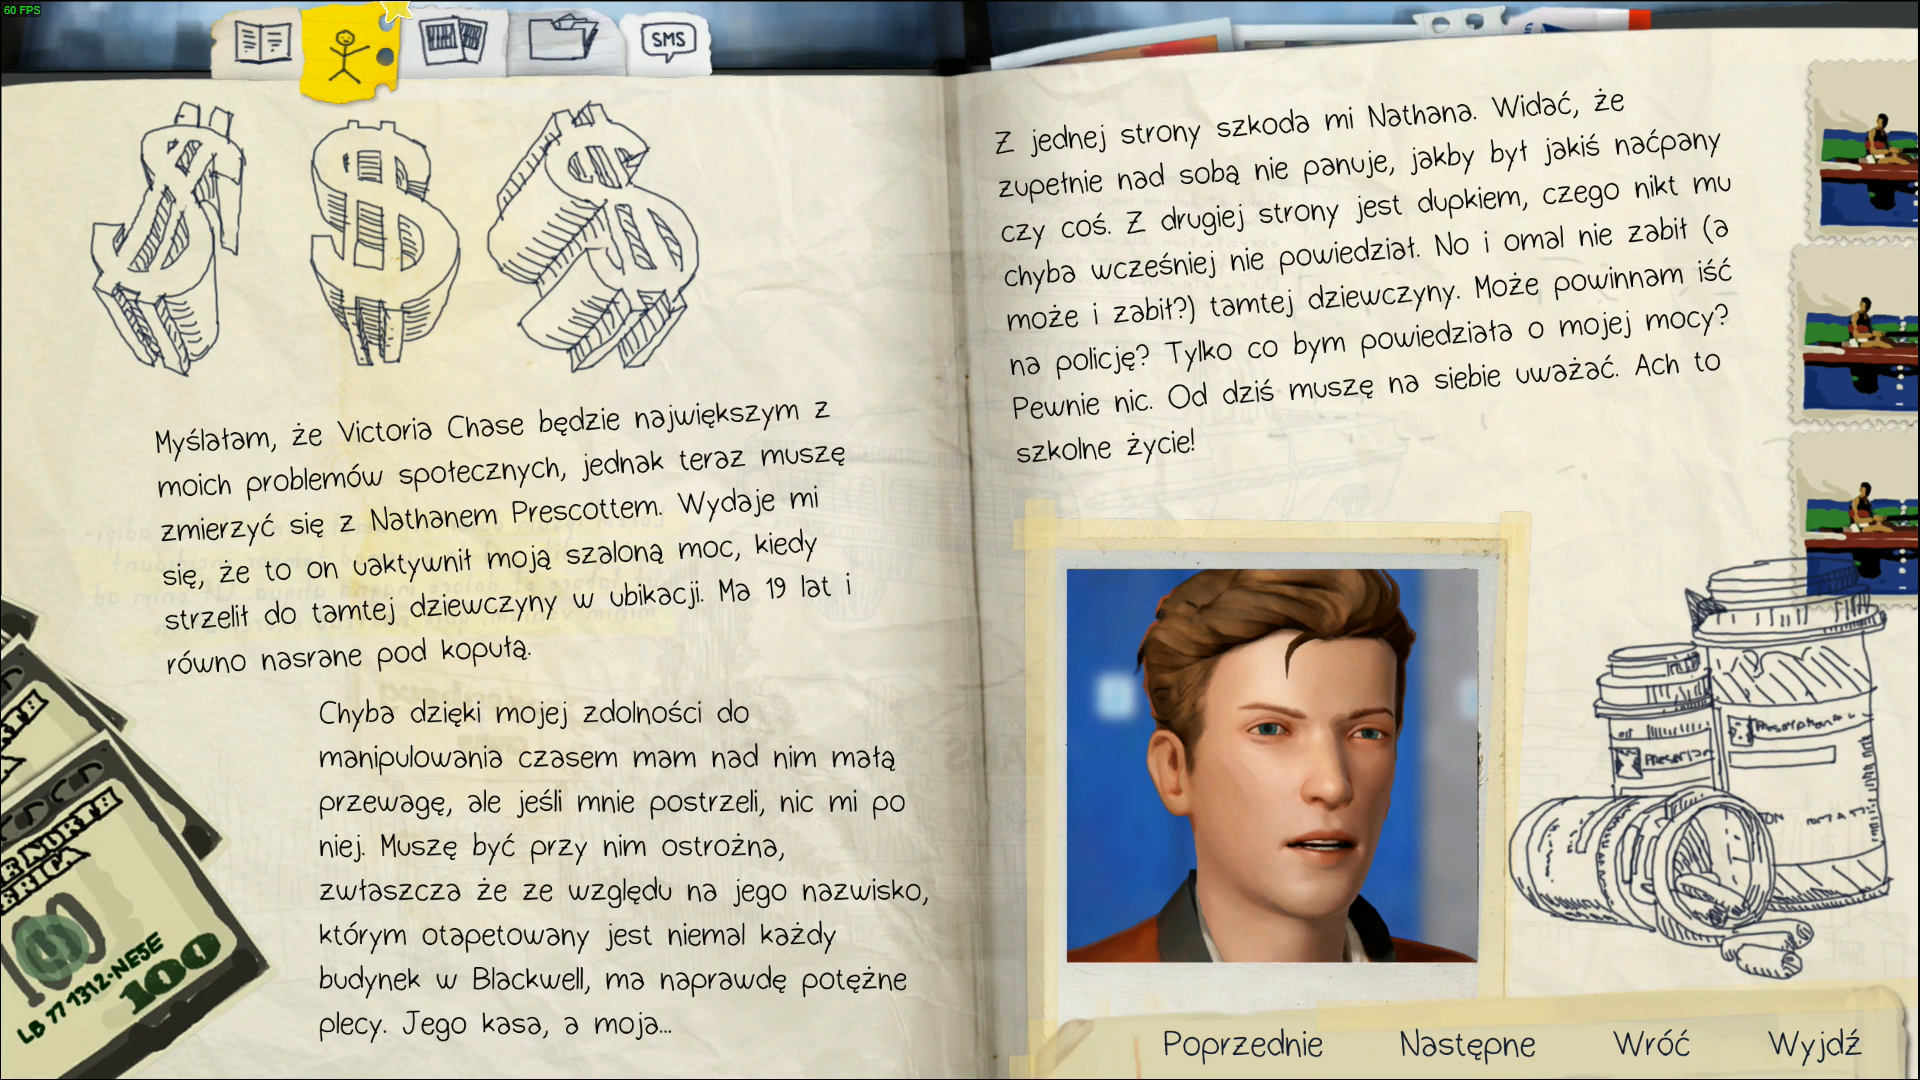 60 FPS
SMS
Myślałam, że Victoria Chase będzie największym z
moich problemów społecznych, jednak teraz muszę
zmierzyć się z Nathanem Prescottem. Wydaje mi
się, że to on uaktywnił moją szaloną moc, kiedy
strzelił do tamtej dziewczyny w ubikacji. Ma 19 lat i
równo nasrane pod kopułą.
Chyba dzięki mojej zdolności do
manipulowania czasem mam nad nim małą
przewagę, ale jeśli mnie postrzeli, nic mi po
niej. Muszę być przy nim ostrożna,
zwłaszcza że ze względu na jego nazwisko,
którym otapetowany jest niemal każdy
budynek w Blackwell, ma naprawdę potężne
plecy. Jego kasa, a moja...
LB 77 1312-NESE
100
Z jednej strony szkoda mi Nathana. Widać, że
zupełnie nad sobą nie panuje, jakby był jakiś naćpany
czy coś. Z drugiej strony jest dupkiem, czego nikt mu
chyba wcześniej nie powiedział. No i omal nie zabił (a
może i zabił?) tamtej dziewczyny. Może powinnam iść
na policję? Tylko co bym powiedziała o mojej mocy?
Pewnie nic. Od dziś muszę na siebie uważać. Ach to
szkolne życie!
Poprzednie Następne Wróć Wyjdź